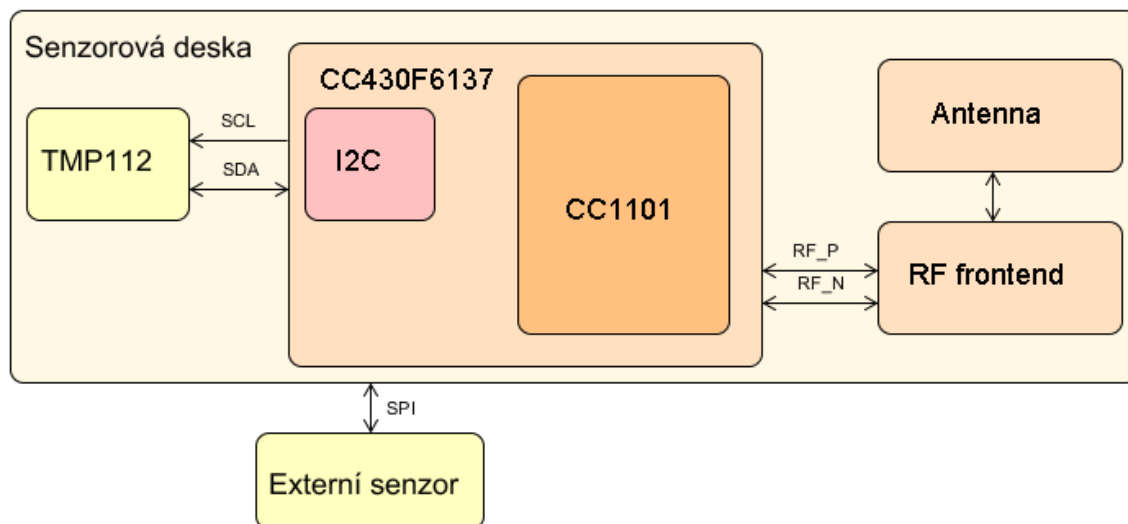 Senzorová deska
CC430F6137
TMP112
SCL
SDA
I2C
CC1101
Antenna
RF_P
RF_N
RF frontend
SPI
Externí senzor